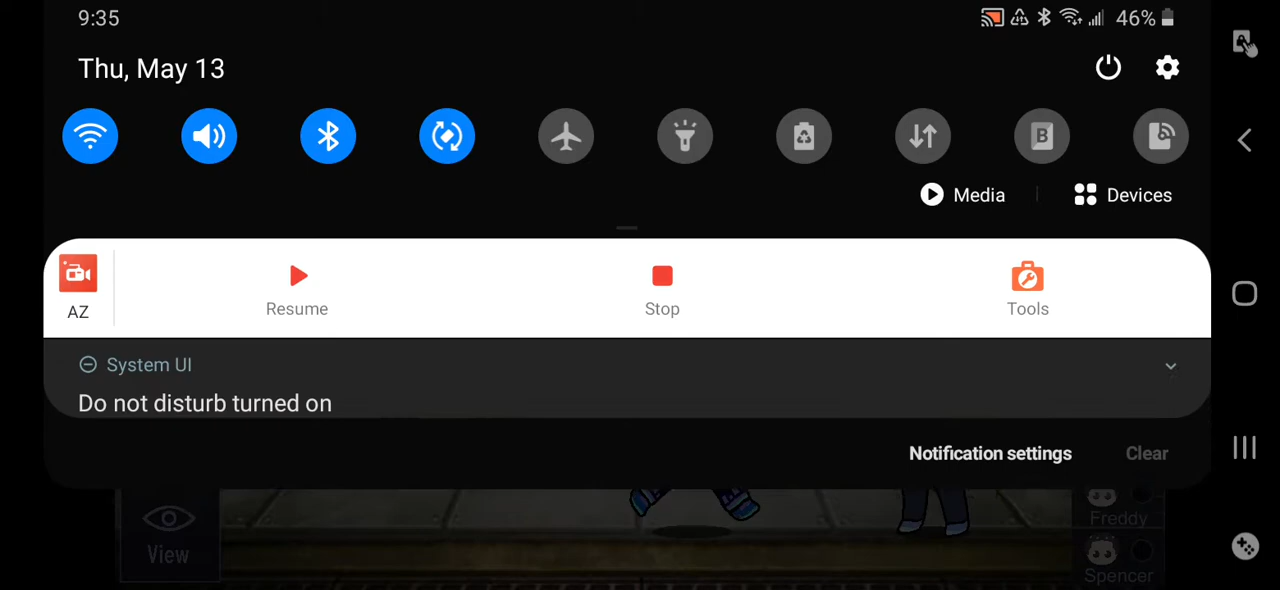 9:35
46%
Thu, May 13
B
Media
Devices
AZ
Resume
Stop
Tools
System UI
Do not disturb turned on
Notification settings
Clear
View
Freddy
Spencer